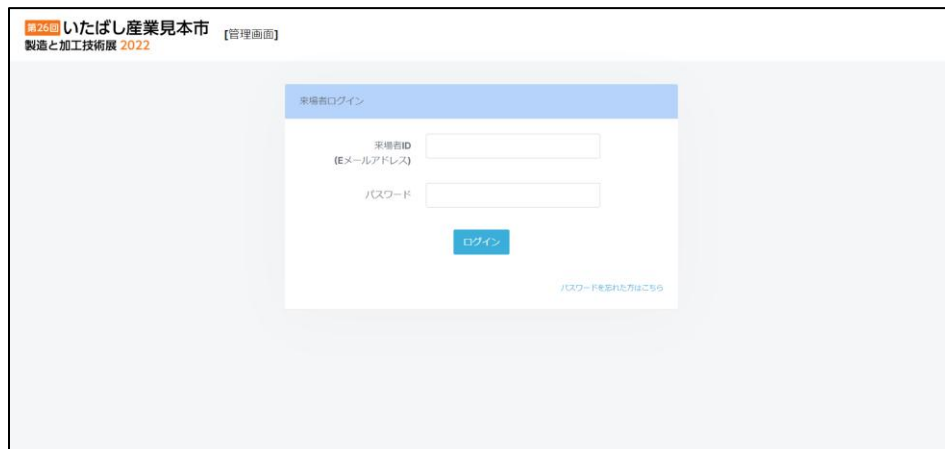 第26回 いたばし産業見本市 [管理画面]
製造と加工技術展 2022
来場者ログイン
来場者ID
(Eメールアドレス)
パスワード
ログイン
パスワードを忘れた方はこちら